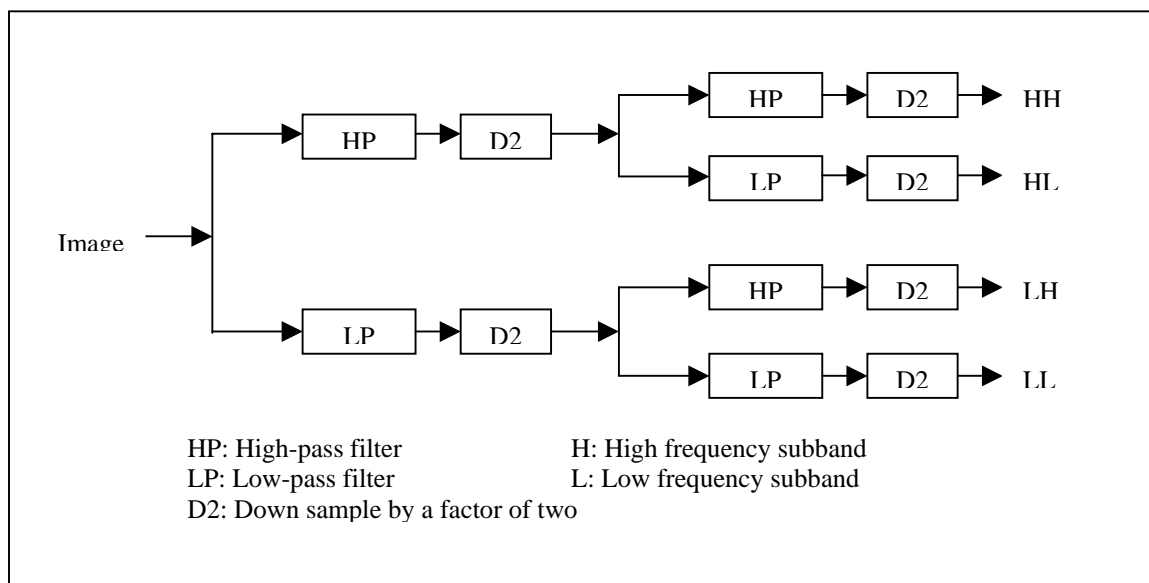 HP D2 HH
HP D2
LP D2 HL
Image
HP D2 LH
LP D2
LP D2 LL
HP: High-pass filter H: High frequency subband
LP: Low-pass filter L: Low frequency subband
D2: Down sample by a factor of two